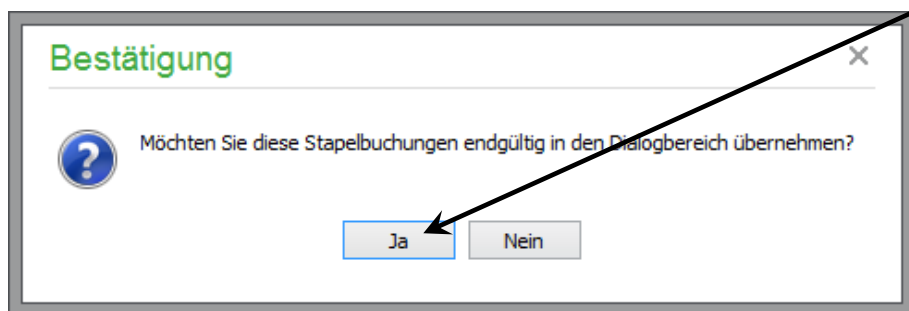 Bestätigung
Möchten Sie diese Stapelbuchungen endgültig in den Dialogbereich übernehmen?
Ja
Nein